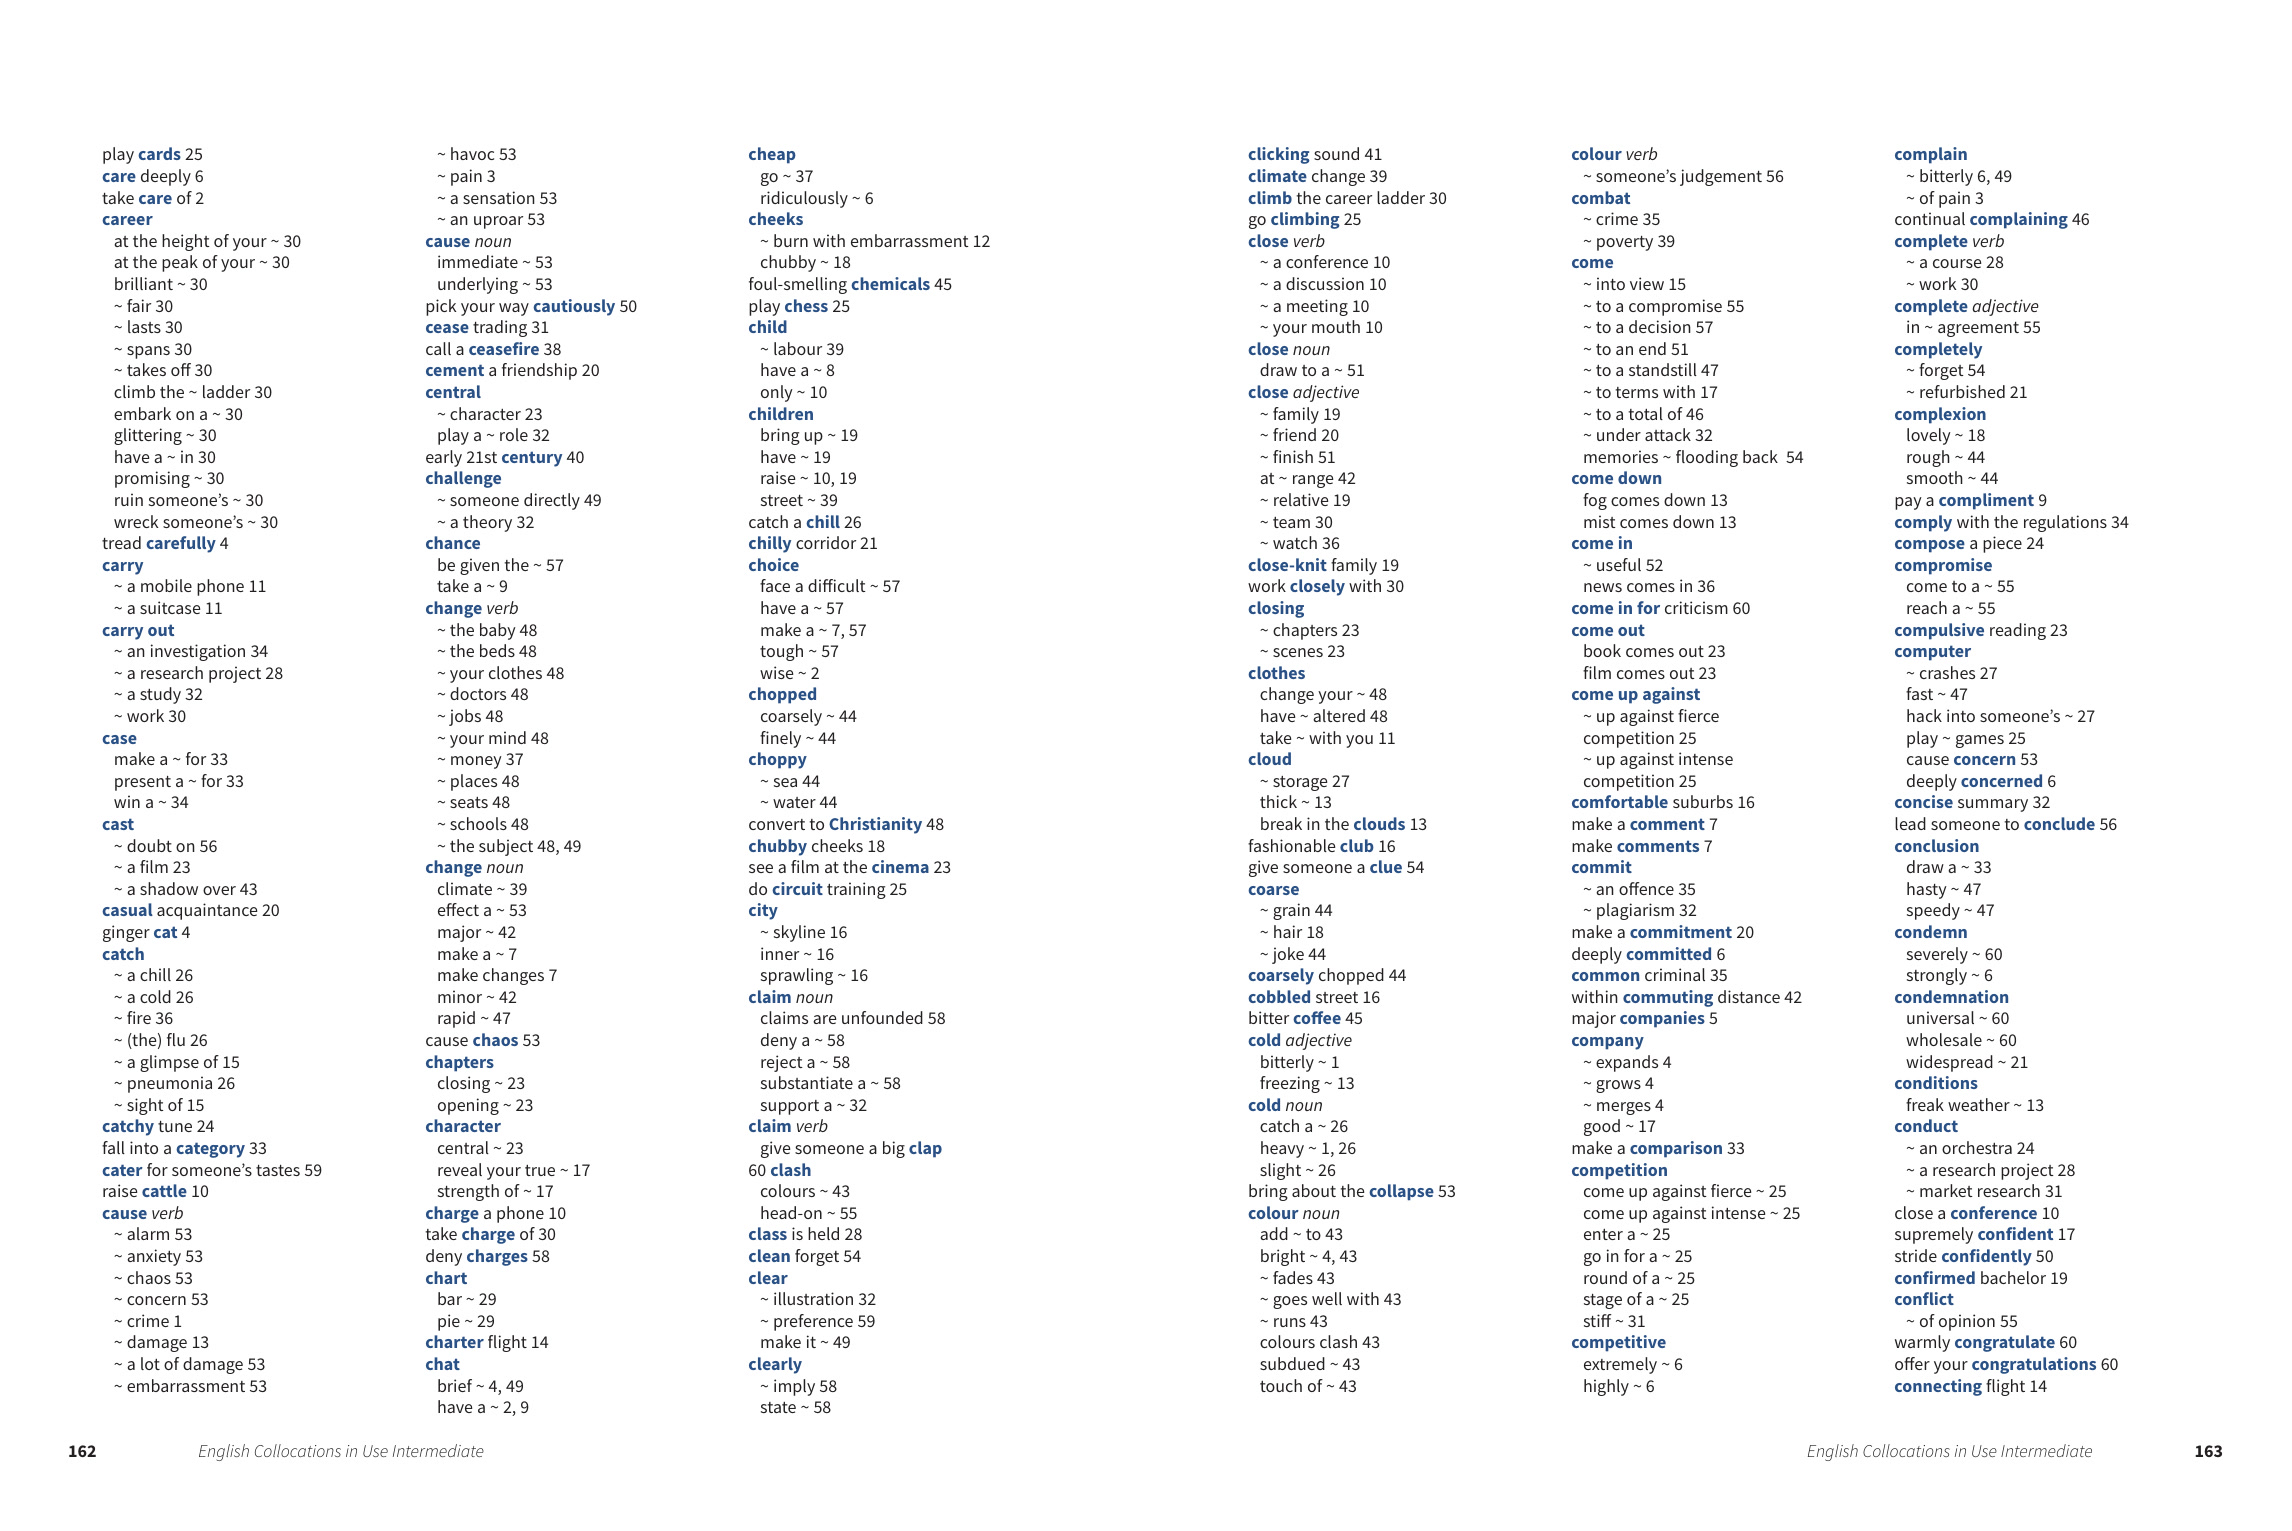 play cards 25
care deeply 6
take care of 2
career
at the height of your ~ 30
at the peak of your ~ 30
brilliant ~ 30
~ fair 30
~ lasts 30
~ spans 30
~ takes off 30
climb the ~ ladder 30
embark on a ~ 30
glittering ~ 30
have a ~ in 30
promising ~ 30
ruin someone’s ~ 30
wreck someone’s ~ 30
tread carefully 4
carry
~ a mobile phone 11
~ a suitcase 11
carry out
~ an investigation 34
~ a research project 28
~ a study 32
~ work 30
case
make a ~ for 33
present a ~ for 33
win a ~ 34
cast
~ doubt on 56
~ a film 23
~ a shadow over 43
casual acquaintance 20
ginger cat 4
catch
~ a chill 26
~ a cold 26
~ fire 36
~ (the) flu 26
~ a glimpse of 15
~ pneumonia 26
~ sight of 15
catchy tune 24
fall into a category 33
cater for someone’s tastes 59
raise cattle 10
cause verb
~ alarm 53
~ anxiety 53
~ chaos 53
~ concern 53
~ crime 1
~ damage 13
~ a lot of damage 53
~ embarrassment 53
~ havoc 53
~ pain 3
~ a sensation 53
~ an uproar 53
cause noun
immediate ~ 53
underlying ~ 53
pick your way cautiously 50
cease trading 31
call a ceasefire 38
cement a friendship 20
central
~ character 23
play a ~ role 32
early 21st century 40
challenge
~ someone directly 49
~ a theory 32
chance
be given the ~ 57
take a ~ 9
change verb
~ the baby 48
~ the beds 48
~ your clothes 48
~ doctors 48
~ jobs 48
~ your mind 48
~ money 37
~ places 48
~ seats 48
~ schools 48
~ the subject 48, 49
change noun
climate ~ 39
effect a ~ 53
major ~ 42
make a ~ 7
make changes 7
minor ~ 42
rapid ~ 47
cause chaos 53
chapters
closing ~ 23
opening ~ 23
character
central ~ 23
reveal your true ~ 17
strength of ~ 17
charge a phone 10
take charge of 30
deny charges 58
chart
bar ~ 29
pie ~ 29
charter flight 14
chat
brief ~ 4, 49
have a ~ 2, 9
cheap
go ~ 37
ridiculously ~ 6
cheeks
~ burn with embarrassment 12
chubby ~ 18
foul-smelling chemicals 45
play chess 25
child
~ labour 39
have a ~ 8
only ~ 10
children
bring up ~ 19
have ~ 19
raise ~ 10, 19
street ~ 39
catch a chill 26
chilly corridor 21
choice
face a difficult ~ 57
have a ~ 57
make a ~ 7, 57
tough ~ 57
wise ~ 2
chopped
coarsely ~ 44
finely ~ 44
choppy
~ sea 44
~ water 44
convert to Christianity 48
chubby cheeks 18
see a film at the cinema 23
do circuit training 25
city
~ skyline 16
inner ~ 16
sprawling ~ 16
claim noun
claims are unfounded 58
deny a ~ 58
reject a ~ 58
substantiate a ~ 58
support a ~ 32
claim verb
give someone a big clap
60 clash
colours ~ 43
head-on ~ 55
class is held 28
clean forget 54
clear
~ illustration 32
~ preference 59
make it ~ 49
clearly
~ imply 58
state ~ 58
162 English Collocations in Use Intermediate
clicking sound 41
climate change 39
climb the career ladder 30
go climbing 25
close verb
~ a conference 10
~ a discussion 10
~ a meeting 10
~ your mouth 10
close noun
draw to a ~ 51
close adjective
~ family 19
~ friend 20
~ finish 51
at ~ range 42
~ relative 19
~ team 30
~ watch 36
close-knit family 19
work closely with 30
closing
~ chapters 23
~ scenes 23
clothes
change your ~ 48
have ~ altered 48
take ~ with you 11
cloud
~ storage 27
thick ~ 13
break in the clouds 13
fashionable club 16
give someone a clue 54
coarse
~ grain 44
~ hair 18
~ joke 44
coarsely chopped 44
cobbled street 16
bitter coffee 45
cold adjective
bitterly ~ 1
freezing ~ 13
cold noun
catch a ~ 26
heavy ~ 1, 26
slight ~ 26
bring about the collapse 53
colour noun
add ~ to 43
bright ~ 4, 43
~ fades 43
~ goes well with 43
~ runs 43
colours clash 43
subdued ~ 43
touch of ~ 43
colour verb
~ someone’s judgement 56
combat
~ crime 35
~ poverty 39
come
~ into view 15
~ to a compromise 55
~ to a decision 57
~ to an end 51
~ to a standstill 47
~ to terms with 17
~ to a total of 46
~ under attack 32
memories ~ flooding back 54
come down
fog comes down 13
mist comes down 13
come in
~ useful 52
news comes in 36
come in for criticism 60
come out
book comes out 23
film comes out 23
come up against
~ up against fierce
competition 25
~ up against intense
competition 25
comfortable suburbs 16
make a comment 7
make comments 7
commit
~ an offence 35
~ plagiarism 32
make a commitment 20
deeply committed 6
common criminal 35
within commuting distance 42
major companies 5
company
~ expands 4
~ grows 4
~ merges 4
good ~ 17
make a comparison 33
competition
come up against fierce ~ 25
come up against intense ~ 25
enter a ~ 25
go in for a ~ 25
round of a ~ 25
stage of a ~ 25
stiff ~ 31
competitive
extremely ~ 6
highly ~ 6
complain
~ bitterly 6, 49
~ of pain 3
continual complaining 46
complete verb
~ a course 28
~ work 30
complete adjective
in ~ agreement 55
completely
~ forget 54
~ refurbished 21
complexion
lovely ~ 18
rough ~ 44
smooth ~ 44
pay a compliment 9
comply with the regulations 34
compose a piece 24
compromise
come to a ~ 55
reach a ~ 55
compulsive reading 23
computer
~ crashes 27
fast ~ 47
hack into someone’s ~ 27
play ~ games 25
cause concern 53
deeply concerned 6
concise summary 32
lead someone to conclude 56
conclusion
draw a ~ 33
hasty ~ 47
speedy ~ 47
condemn
severely ~ 60
strongly ~ 6
condemnation
universal ~ 60
wholesale ~ 60
widespread ~ 21
conditions
freak weather ~ 13
conduct
~ an orchestra 24
~ a research project 28
~ market research 31
close a conference 10
supremely confident 17
stride confidently 50
confirmed bachelor 19
conflict
~ of opinion 55
warmly congratulate 60
offer your congratulations 60
connecting flight 14
English Collocations in Use Intermediate 163